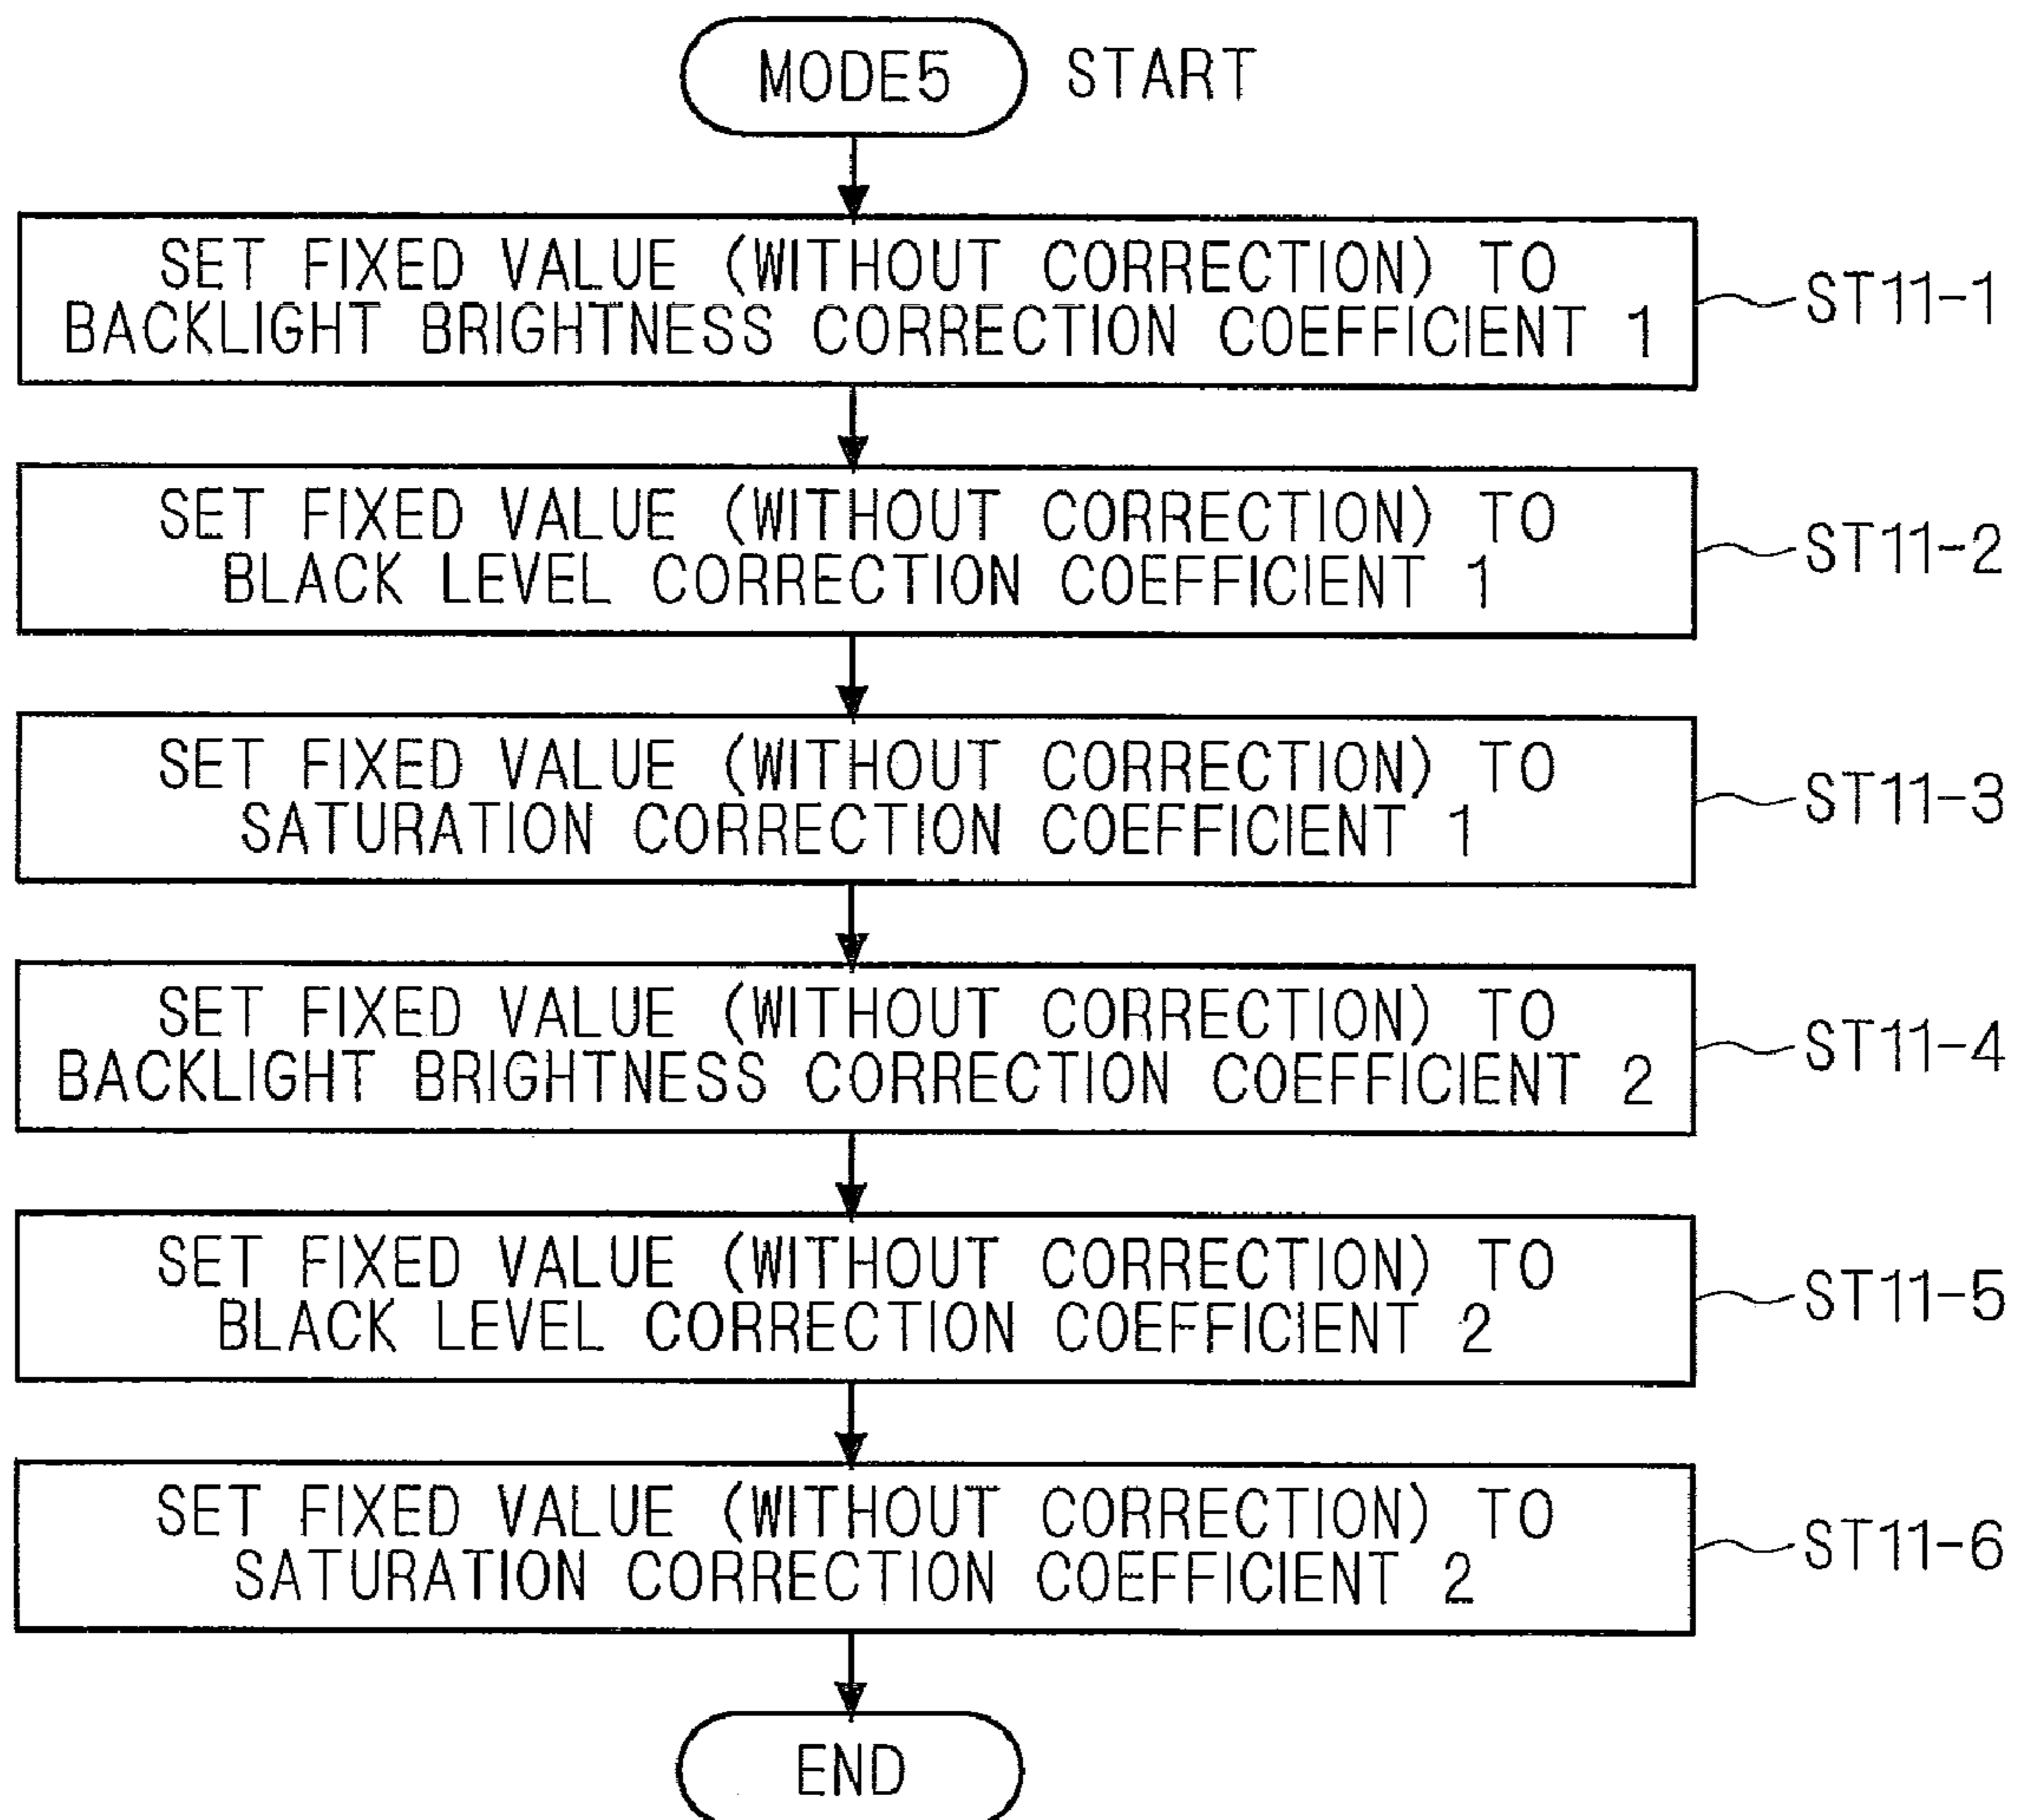 MODE5 START
SET FIXED VALUE (WITHOUT CORRECTION) TO
BACKLIGHT BRIGHTNESS CORRECTION COEFFICIENT 1
ST11-1
SET FIXED VALUE (WITHOUT CORRECTION) TO
BLACK LEVEL CORRECTION COEFFICIENT 1
ST11-2
SET FIXED VALUE (WITHOUT CORRECTION) TO
SATURATION CORRECTION COEFFICIENT 1
ST11-3
SET FIXED VALUE (WITHOUT CORRECTION) TO
BACKLIGHT BRIGHTNESS CORRECTION COEFFICIENT 2
ST11-4
SET FIXED VALUE (WITHOUT CORRECTION) TO
BLACK LEVEL CORRECTION COEFFICIENT 2
ST11-5
SET FIXED VALUE (WITHOUT CORRECTION) TO
SATURATION CORRECTION COEFFICIENT 2
ST11-6
END